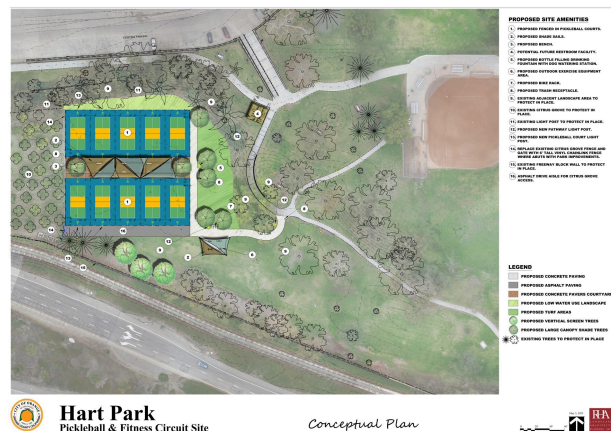 PROPOSED SITE AMENITIES
1. PROPOSED FENCED IN PICKLEBALL COURTS.
2. PROPOSED SHADE SAILS.
3. PROPOSED BENCH.
4. POTENTIAL FUTURE RESTROOM FACILITY.
5. PROPOSED BOTTLE FILLING DRINKING
FOUNTAIN WITH DOG WATERING STATION.
6. PROPOSED OUTDOOR EXERCISE EQUIPMENT
AREA.
7. PROPOSED BIKE RACK.
8. PROPOSED TRASH RECEPTACLE.
9. EXISTING ADJACENT LANDSCAPE AREA TO
PROTECT IN PLACE.
10. EXISTING CITRUS GROVE TO PROTECT IN
PLACE.
11. EXISTING LIGHT POST TO PROTECT IN PLACE.
12. PROPOSED NEW PATHWAY LIGHT POST.
13. PROPOSED NEW PICKLEBALL COURT LIGHT
POST.
14. REPLACE EXISTING CITRUS GROVE FENCE AND
GATE WITH 6' TALL VINYL CHAINLINK FENCE
WHERE ABUTS WITH PARK IMPROVEMENTS.
15. EXISTING FREEWAY BLOCK WALL TO PROTECT
IN PLACE.
16. ASPHALT DRIVE AISLE FOR CITRUS GROVE
ACCESS.
LEGEND
PROPOSED CONCRETE PAVING
PROPOSED ASPHALT PAVING
PROPOSED CONCRETE PAVERS COURTYARD
PROPOSED LOW WATER USE LANDSCAPE
PROPOSED TURF AREAS
PROPOSED VERTICAL SCREEN TREES
PROPOSED LARGE CANOPY SHADE TREES
EXISTING TREES TO PROTECT IN PLACE
CITY OF ORANGE
Hart Park
Pickleball & Fitness Circuit Site
Conceptual Plan
RHA